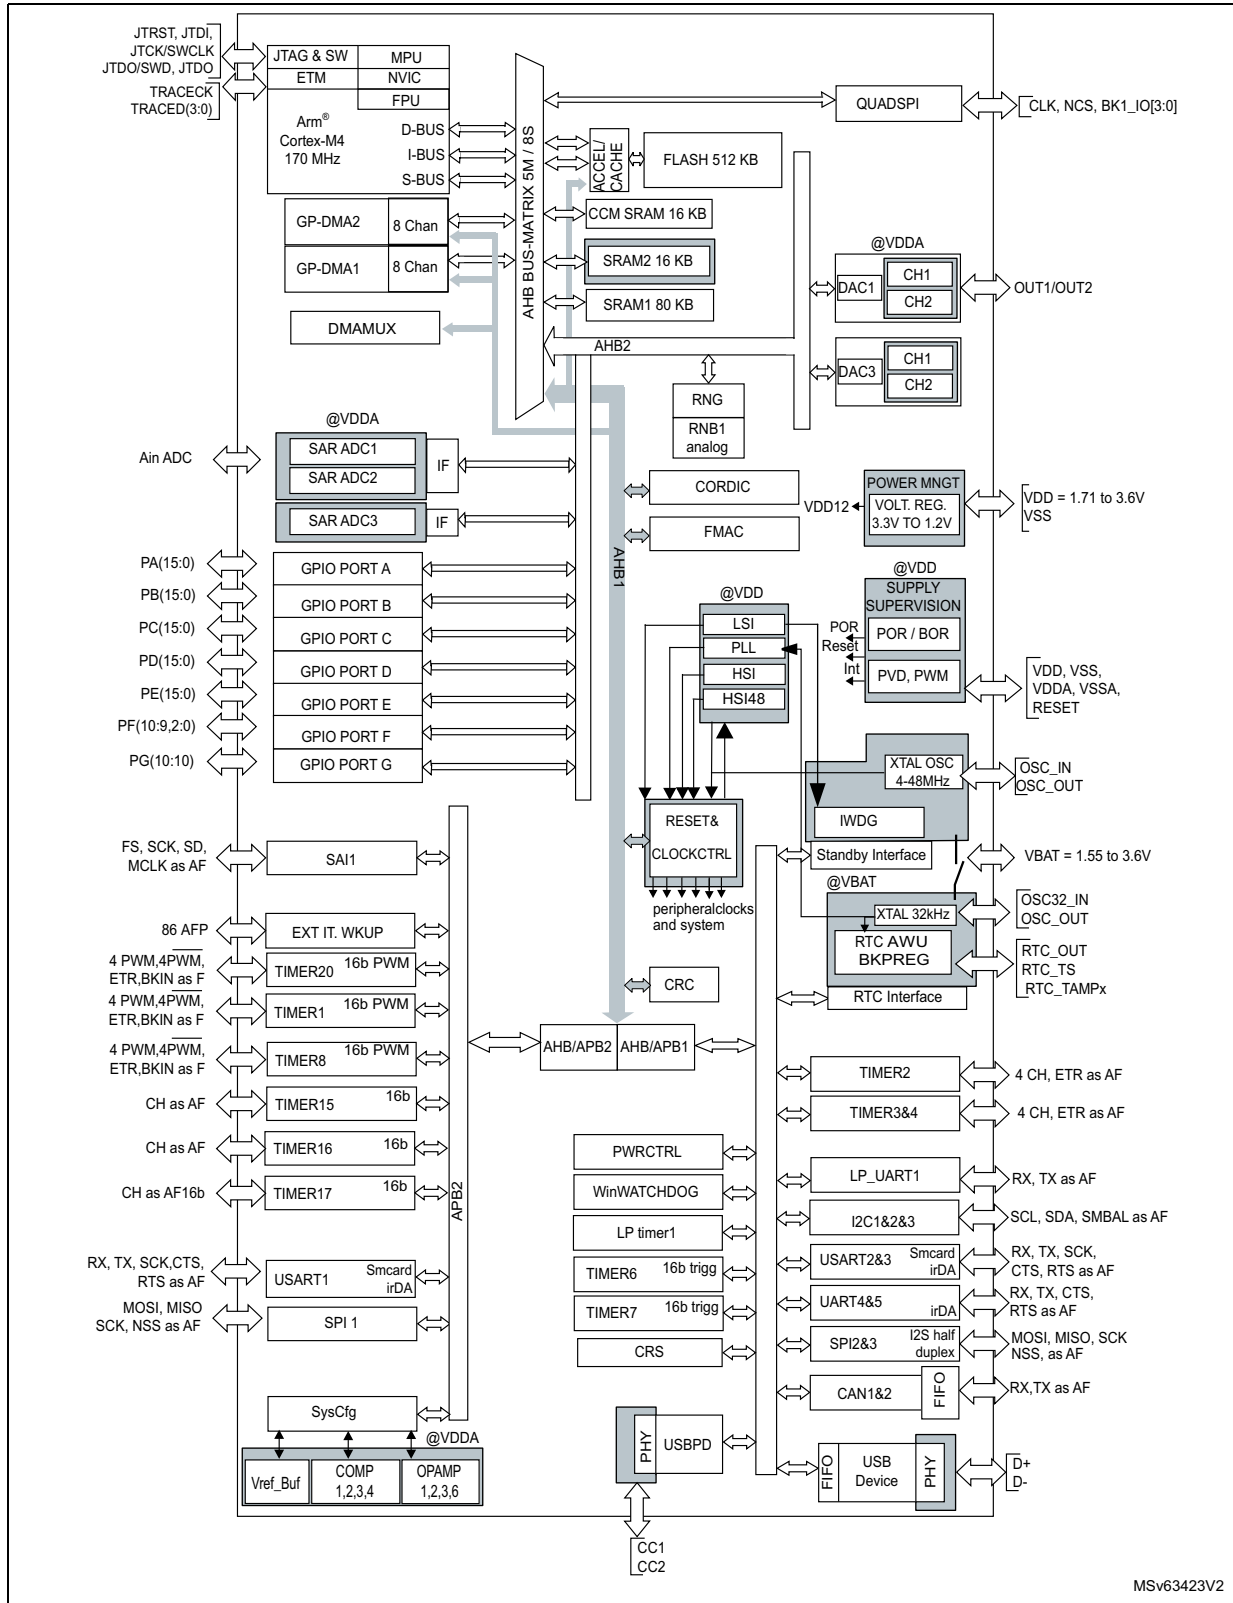 JTRST, JTDI,
JTCK/SWCLK
JTDO/SWD, JTDO
TRACECK
TRACED(3:0)
JTAG & SW
MPU
ETM
NVIC
FPU
Arm®
Cortex-M4
170 MHz
D-BUS
I-BUS
S-BUS
GP-DMA2
8 Chan
GP-DMA1
8 Chan
DMAMUX
AHB BUS-MATRIX 5M / 8S
QUADSPI
CLK, NCS, BK1_IO[3:0]
ACCEL/
CACHE
FLASH 512 KB
CCM SRAM 16 KB
SRAM2 16 KB
SRAM1 80 KB
AHB2
RNG
RNB1
analog
@VDDA
DAC1
CH1
CH2
OUT1/OUT2
DAC3
CH1
CH2
@VDDA
Ain ADC
SAR ADC1
SAR ADC2
IF
SAR ADC3
IF
CORDIC
FMAC
AHB1
POWER MNGT
VDD12
VOLT. REG.
3.3V TO 1.2V
VDD = 1.71 to 3.6V
VSS
PA(15:0)
GPIO PORT A
PB(15:0)
GPIO PORT B
PC(15:0)
GPIO PORT C
PD(15:0)
GPIO PORT D
PE(15:0)
GPIO PORT E
PF(10:9,2:0)
GPIO PORT F
PG(10:10)
GPIO PORT G
@VDD
LSI
PLL
HSI
HSI48
@VDD
SUPPLY
SUPERVISION
POR
Reset
Int
POR / BOR
PVD, PWM
VDD, VSS,
VDDA, VSSA,
RESET
XTAL OSC
4-48MHz
OSC_IN
OSC_OUT
IWDG
Standby Interface
VBAT = 1.55 to 3.6V
@VBAT
XTAL 32kHz
OSC32_IN
OSC_OUT
RTC AWU
BKPREG
RTC_OUT
RTC_TS
RTC_TAMPx
RTC Interface
RESET&
CLOCKCTRL
peripheralclocks
and system
CRC
AHB/APB2
AHB/APB1
FS, SCK, SD,
MCLK as AF
SAI1
86 AFP
EXT IT. WKUP
4 PWM,4PWM,
ETR,BKIN as F
TIMER20
16b PWM
4 PWM,4PWM,
ETR,BKIN as F
TIMER1
16b PWM
4 PWM,4PWM,
ETR,BKIN as F
TIMER8
16b PWM
CH as AF
TIMER15
16b
CH as AF
TIMER16
16b
CH as AF16b
TIMER17
16b
APB2
RX, TX, SCK,CTS,
RTS as AF
USART1
Smcard
irDA
MOSI, MISO
SCK, NSS as AF
SPI 1
SysCfg
@VDDA
Vref_Buf
COMP
1,2,3,4
OPAMP
1,2,3,6
PWRCTRL
WinWATCHDOG
LP timer1
TIMER6
16b trigg
TIMER7
16b trigg
CRS
PHY
USBPD
CC1
CC2
TIMER2
4 CH, ETR as AF
TIMER3&4
4 CH, ETR as AF
LP_UART1
RX, TX as AF
I2C1&2&3
SCL, SDA, SMBAL as AF
USART2&3
Smcard
irDA
RX, TX, SCK,
CTS, RTS as AF
UART4&5
irDA
RX, TX, CTS,
RTS as AF
SPI2&3
I2S half
duplex
MOSI, MISO, SCK
NSS, as AF
CAN1&2
FIFO
RX,TX as AF
FIFO
USB
Device
PHY
D+
D-
MSv63423V2